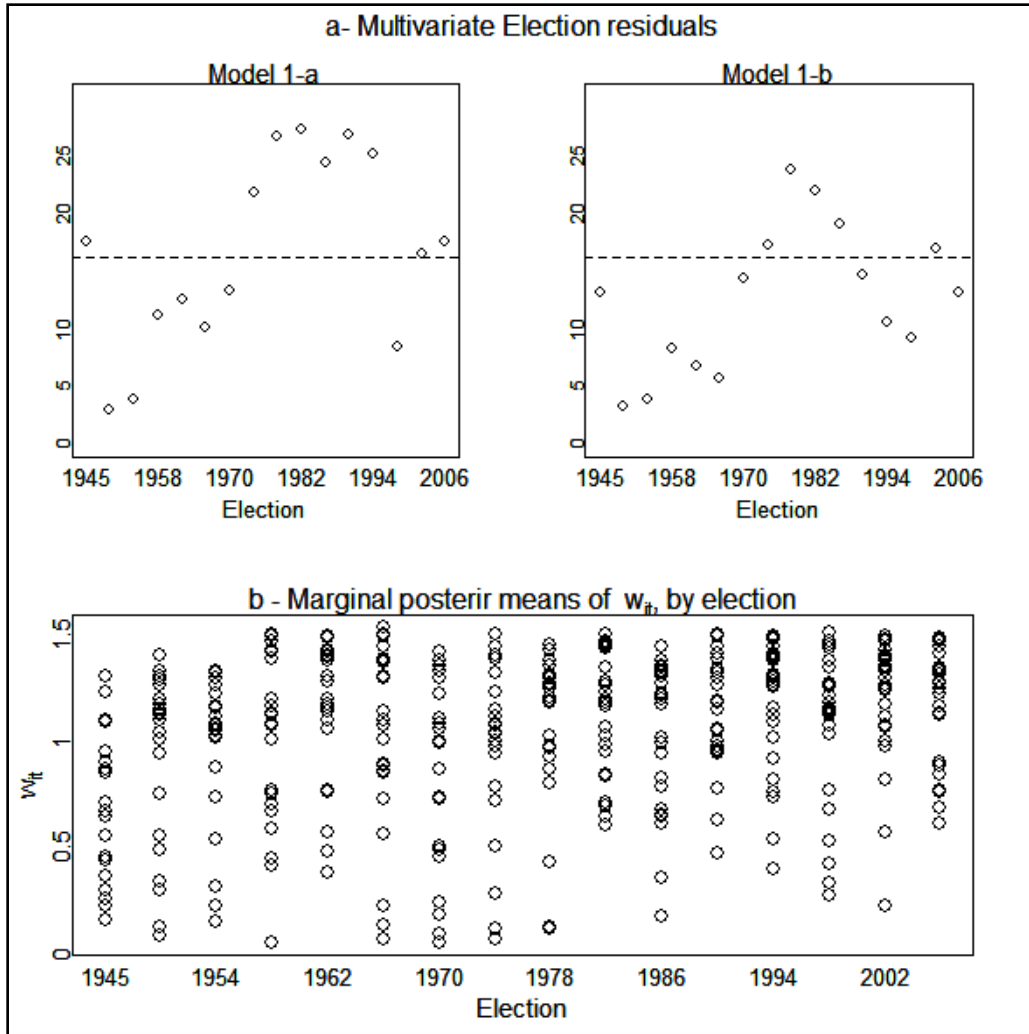 a- Multivariate Election residuals
Model 1-a
Model 1-b
25
20
10
5
0
1945 1958 1970 1982 1994 2006
Election
25
20
10
5
0
1945 1958 1970 1982 1994 2006
Election
b - Marginal posterir means of w_it, by election
1.5
1
0.5
0
w_it
1945 1954 1962 1970 1978 1986 1994 2002
Election